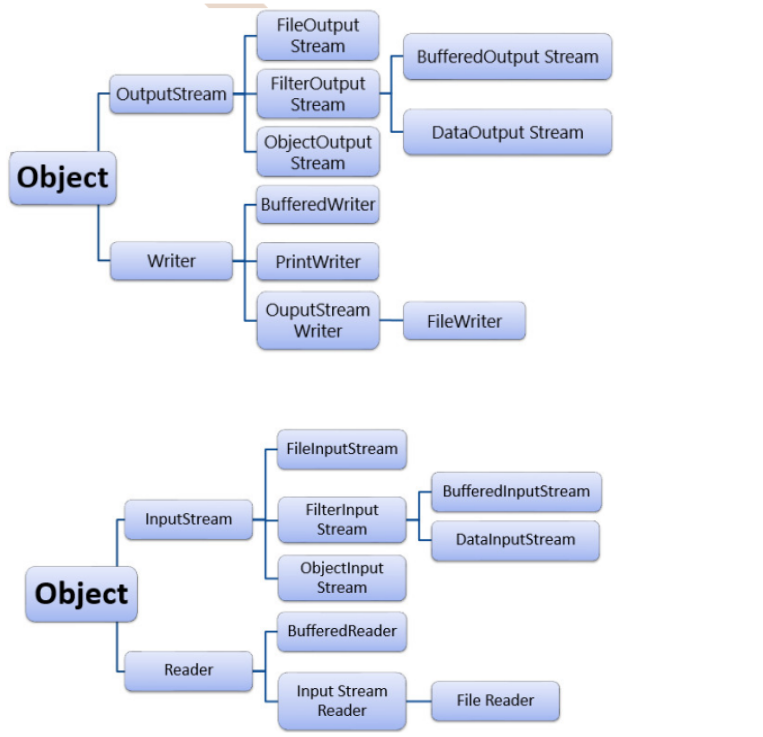 FileOutput
Stream
BufferedOutput Stream
OutputStream
FilterOutput
Stream
DataOutput Stream
ObjectOutput
Stream
Object
BufferedWriter
Writer
PrintWriter
OuputStream
Writer
FileWriter
FileInputStream
BufferedInputStream
InputStream
FilterInput
Stream
DataInputStream
ObjectInput
Stream
Object
BufferedReader
Reader
Input Stream
Reader
File Reader